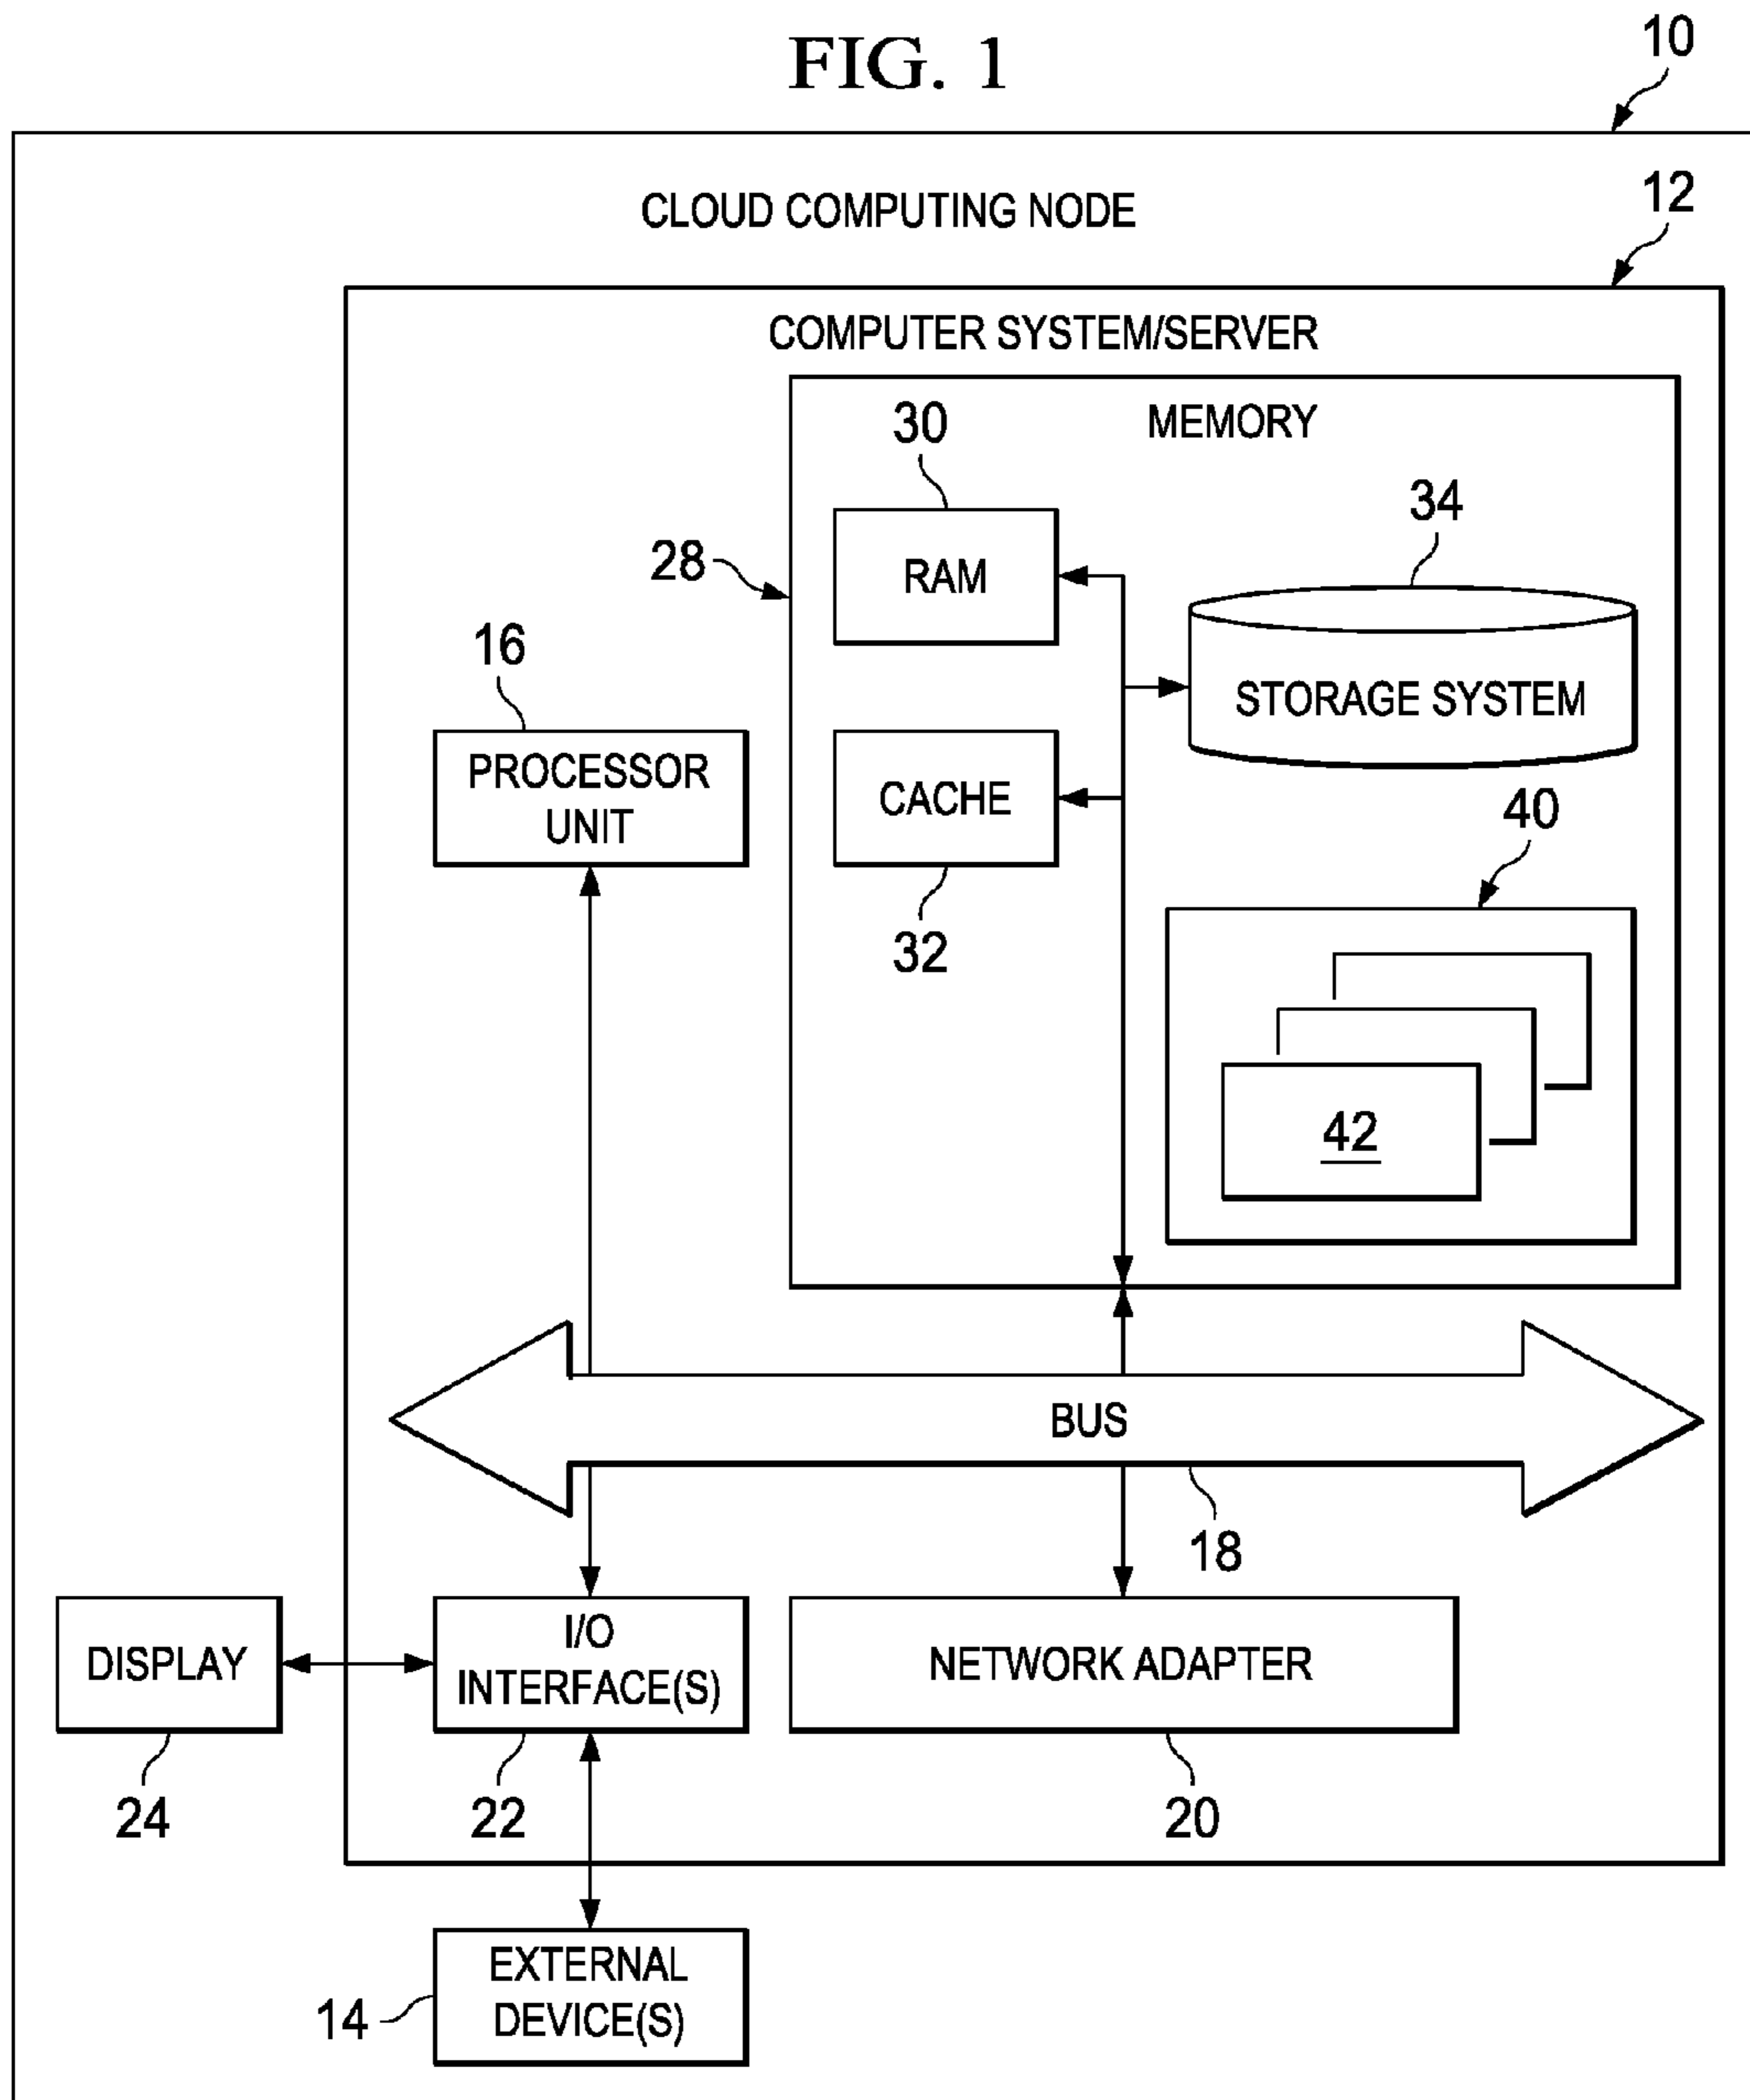 FIG. 1
10
CLOUD COMPUTING NODE
12
COMPUTER SYSTEM/SERVER
MEMORY
30
RAM
28
34
STORAGE SYSTEM
16
PROCESSOR
UNIT
CACHE
32
40
42
BUS
18
DISPLAY
24
I/O
INTERFACE(S)
22
NETWORK ADAPTER
20
EXTERNAL
DEVICE(S)
14